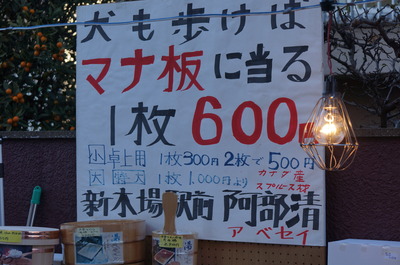 犬も歩けば
マナ板に当る
1枚600
小 卓上用 1枚300円 2枚で500円
大 1枚1,000円より
カナダ産
スプルース材
新木場駅前 阿部清
アベセイ